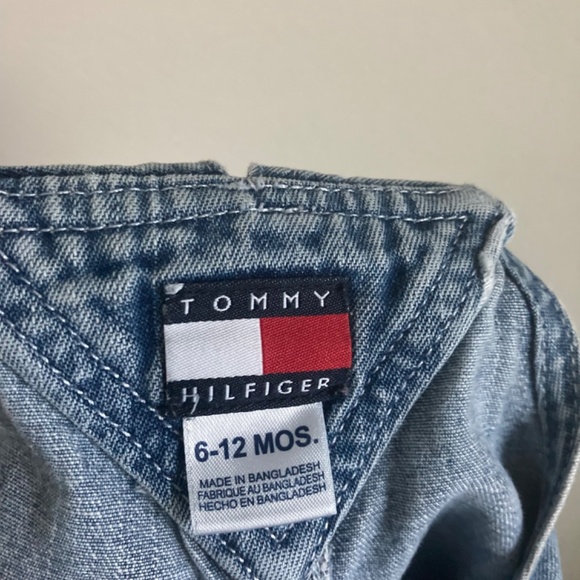 TOMMY
HILFIGER
6-12 MOS.
MADE IN BANGLADESH
FABRIQUE AU BANGLADESH
HECHO EN BANGLADESH